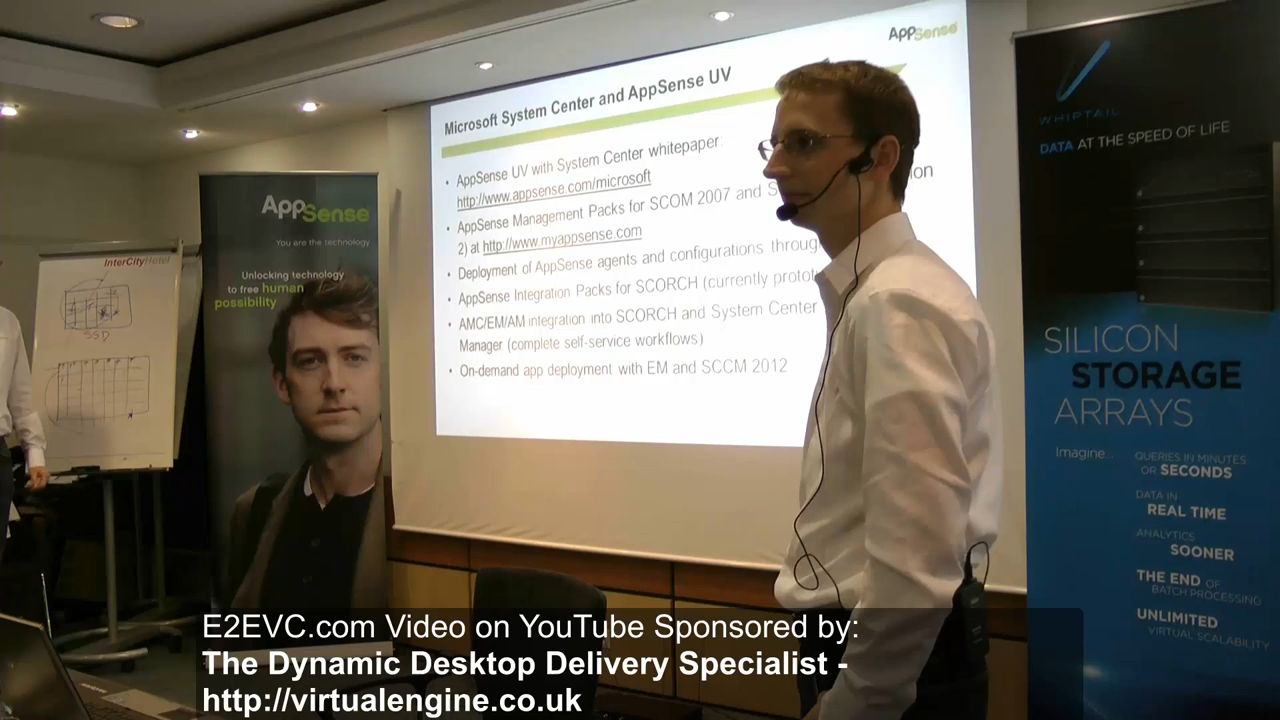 AppSense
Microsoft System Center and AppSense UV
• AppSense UV with System Center whitepaper:
http://www.appsense.com/microsoft
• AppSense Management Packs for SCOM 2007 and
2) at http://www.myappsense.com
• Deployment of AppSense agents and configurations
• AppSense Integration Packs for SCORCH (currently
• AMC/EM/AM integration into SCORCH and System Center
Manager (complete self-service workflows)
• On-demand app deployment with EM and SCCM 2012
InterCityHotel
SSD
AppSense
You are the technology
Unlocking technology
to free human
possibility
WHIPTAIL
DATA AT THE SPEED OF LIFE
SILICON
STORAGE
ARRAYS
Imagine...
QUERIES IN MINUTES
OR SECONDS
DATA IN
REAL TIME
ANALYTICS
SOONER
THE END OF
BATCH PROCESSING
UNLIMITED
VIRTUAL SCALABILITY
E2EVC.com Video on YouTube Sponsored by:
The Dynamic Desktop Delivery Specialist -
http://virtualengine.co.uk